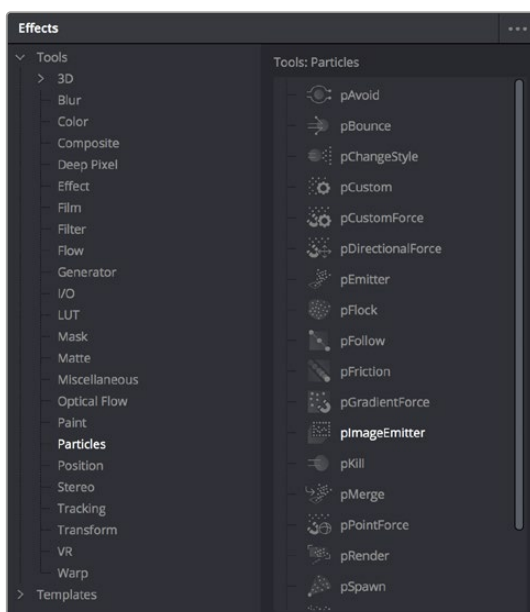 Effects
Tools
3D
Blur
Color
Composite
Deep Pixel
Effect
Film
Filter
Flow
Generator
I/O
LUT
Mask
Matte
Miscellaneous
Optical Flow
Paint
Particles
Position
Stereo
Tracking
Transform
VR
Warp
Templates
Tools: Particles
pAvoid
pBounce
pChangeStyle
pCustom
pCustomForce
pDirectionalForce
pEmitter
pFlock
pFollow
pFriction
pGradientForce
pImageEmitter
pKill
pMerge
pPointForce
pRender
pSpawn